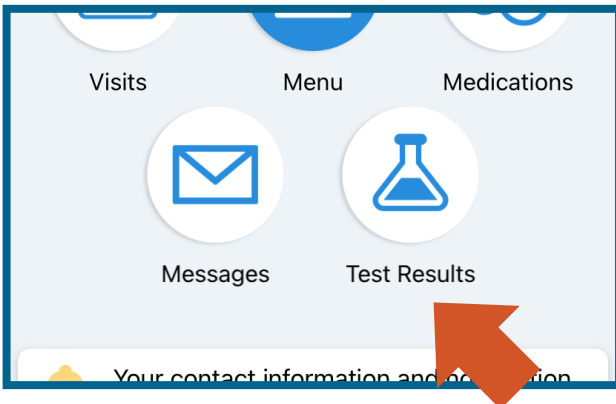 Visits Menu Medications
Messages Test Results
Your contact information and